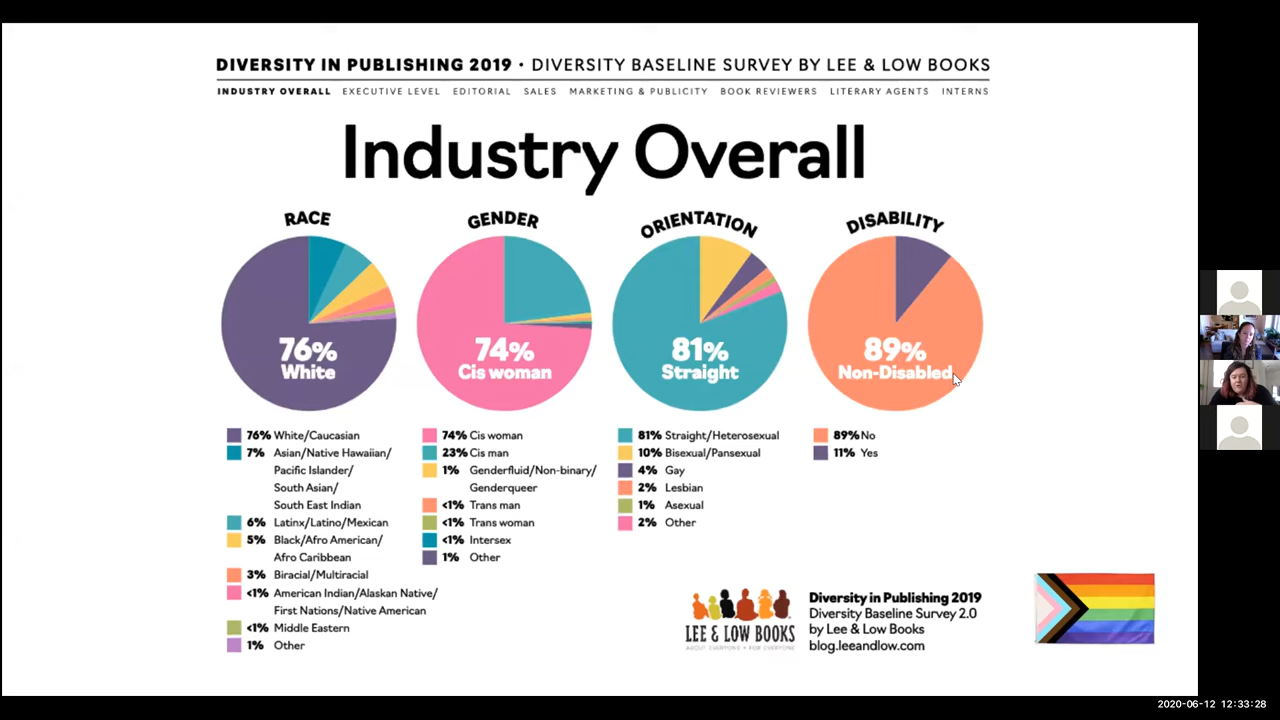 DIVERSITY IN PUBLISHING 2019 • DIVERSITY BASELINE SURVEY BY LEE & LOW BOOKS
INDUSTRY OVERALL EXECUTIVE LEVEL EDITORIAL SALES MARKETING & PUBLICITY BOOK REVIEWERS LITERARY AGENTS INTERNS
Industry Overall
RACE
76%
White
76% White/Caucasian
7% Asian/Native Hawaiian/
Pacific Islander/
South Asian/
South East Indian
6% Latinx/Latino/Mexican
5% Black/Afro American/
Afro Caribbean
3% Biracial/Multiracial
<1% American Indian/Alaskan Native/
First Nations/Native American
<1% Middle Eastern
1% Other
GENDER
74%
Cis woman
74% Cis woman
23% Cis man
1% Genderfluid/Non-binary/
Genderqueer
<1% Trans man
<1% Trans woman
<1% Intersex
1% Other
ORIENTATION
81%
Straight
81% Straight/Heterosexual
10% Bisexual/Pansexual
4% Gay
2% Lesbian
1% Asexual
2% Other
DISABILITY
89%
Non-Disabled
89% No
11% Yes
LEE & LOW BOOKS
ABOUT EVERYONE • FOR EVERYONE
Diversity in Publishing 2019
Diversity Baseline Survey 2.0
by Lee & Low Books
blog.leeandlow.com
2020-06-12 12:33:28